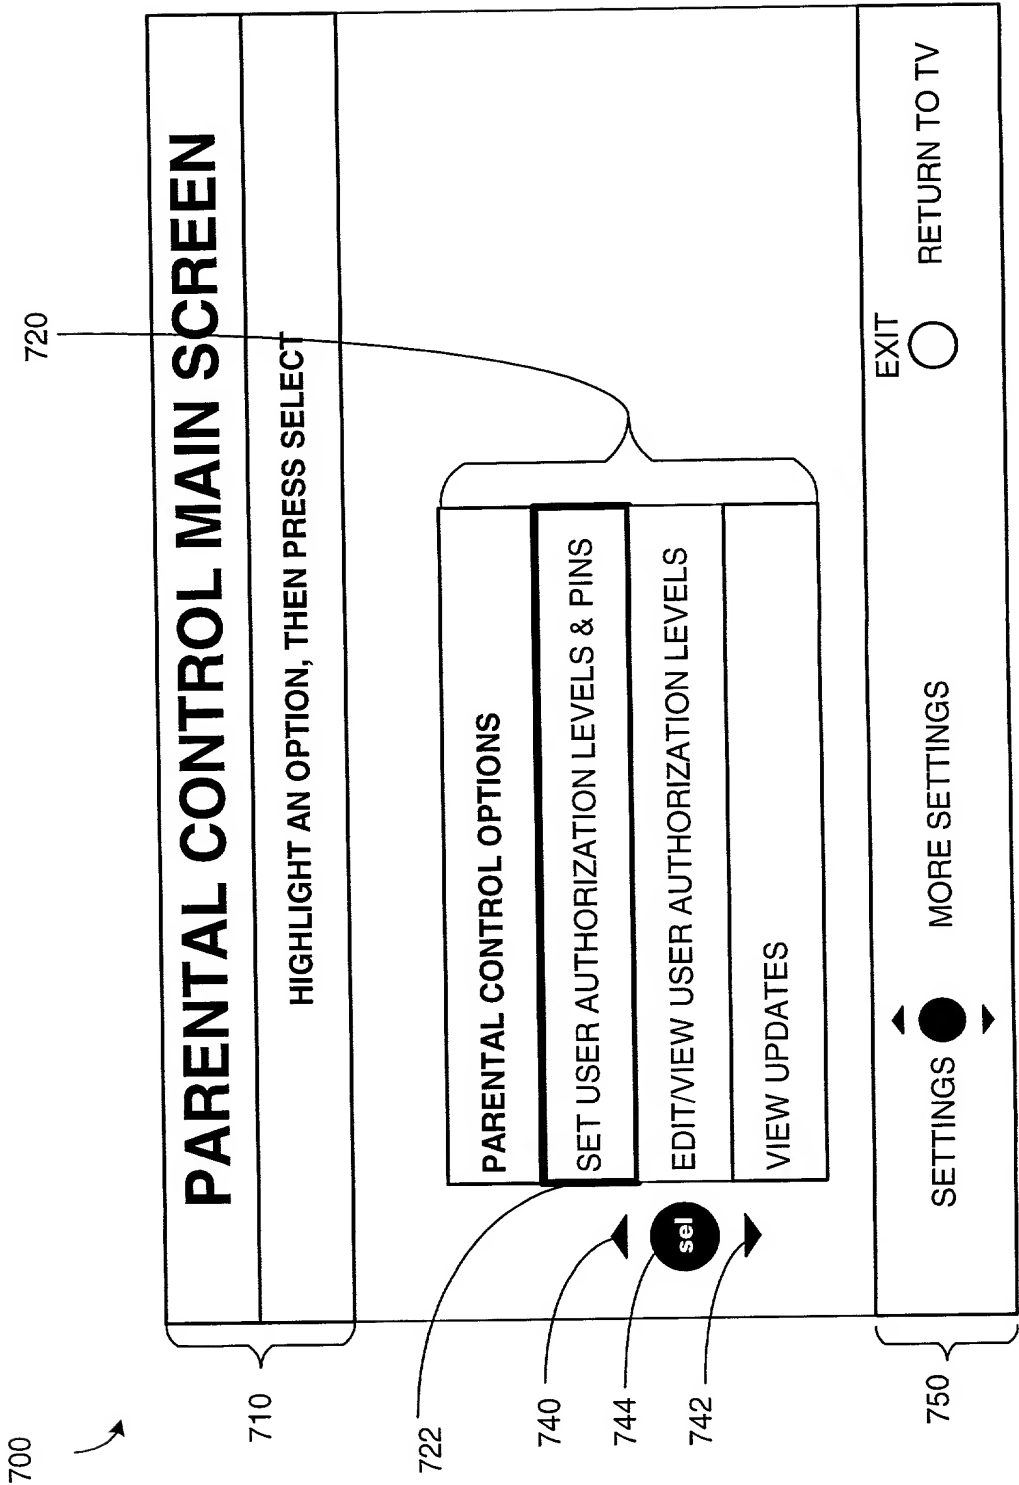 700
720
710
PARENTAL CONTROL MAIN SCREEN
HIGHLIGHT AN OPTION, THEN PRESS SELECT
722
PARENTAL CONTROL OPTIONS
SET USER AUTHORIZATION LEVELS & PINS
740
744
sel
EDIT/VIEW USER AUTHORIZATION LEVELS
742
VIEW UPDATES
750
SETTINGS
MORE SETTINGS
EXIT
RETURN TO TV